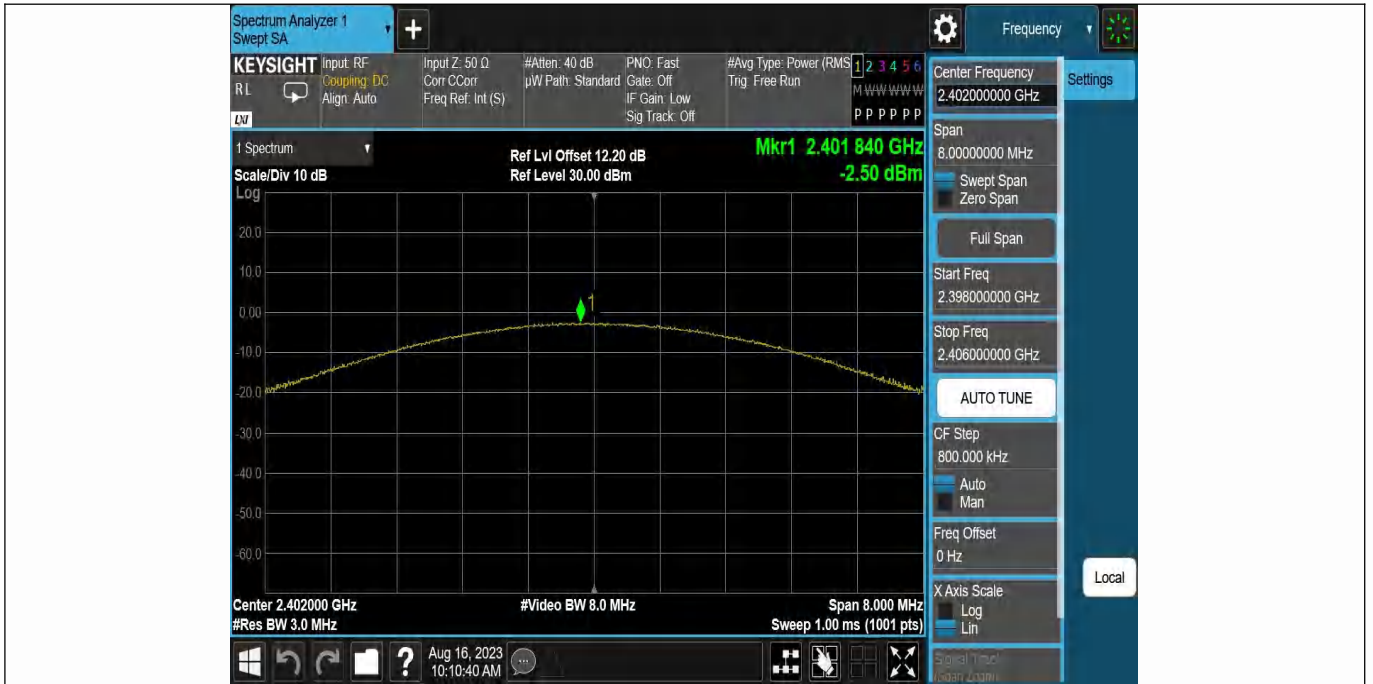 Spectrum Analyzer 1
Swept SA
+
Frequency
KEYSIGHT
R L
LXI
Input: RF
Coupling: DC
Align: Auto
Input Z: 50 Ω
Corr CCorr
Freq Ref: Int (S)
#Atten: 40 dB
µW Path: Standard
PNO: Fast
Gate: Off
IF Gain: Low
Sig Track: Off
#Avg Type: Power (RMS
Trig: Free Run
1 2 3 4 5 6
M W W W W W
P P P P P P
Center Frequency
2.402000000 GHz
Settings
1 Spectrum
Scale/Div 10 dB
Ref Lvl Offset 12.20 dB
Ref Level 30.00 dBm
Mkr1 2.401 840 GHz
-2.50 dBm
Span
8.00000000 MHz
Swept Span
Zero Span
Full Span
Start Freq
2.398000000 GHz
Stop Freq
2.406000000 GHz
AUTO TUNE
CF Step
800.000 kHz
Auto
Man
Freq Offset
0 Hz
X Axis Scale
Log
Lin
Signal Track
(Span Zoom)
Local
Log
20.0
10.0
0.00
-10.0
-20.0
-30.0
-40.0
-50.0
-60.0
1
Center 2.402000 GHz
#Video BW 8.0 MHz
Span 8.000 MHz
#Res BW 3.0 MHz
Sweep 1.00 ms (1001 pts)
?
Aug 16, 2023
10:10:40 AM